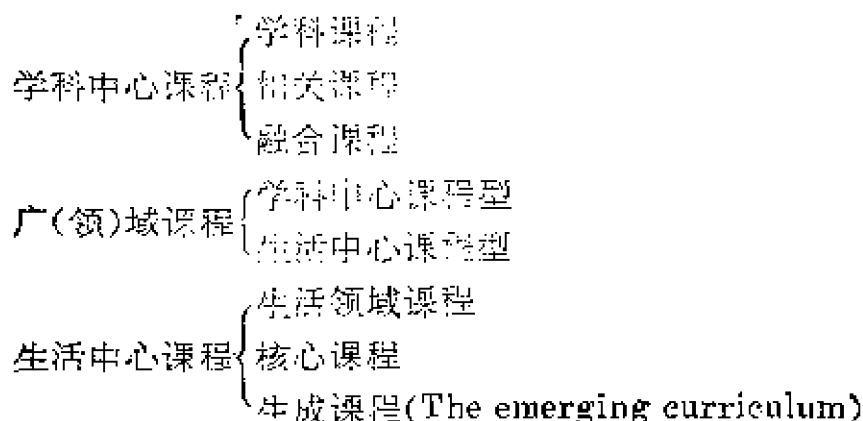 学科课程
学科中心课程
相关课程
融合课程
学科中心课程型
广(领)域课程
生活中心课程型
生活领域课程
生活中心课程
核心课程
生成课程(The emerging curriculum)